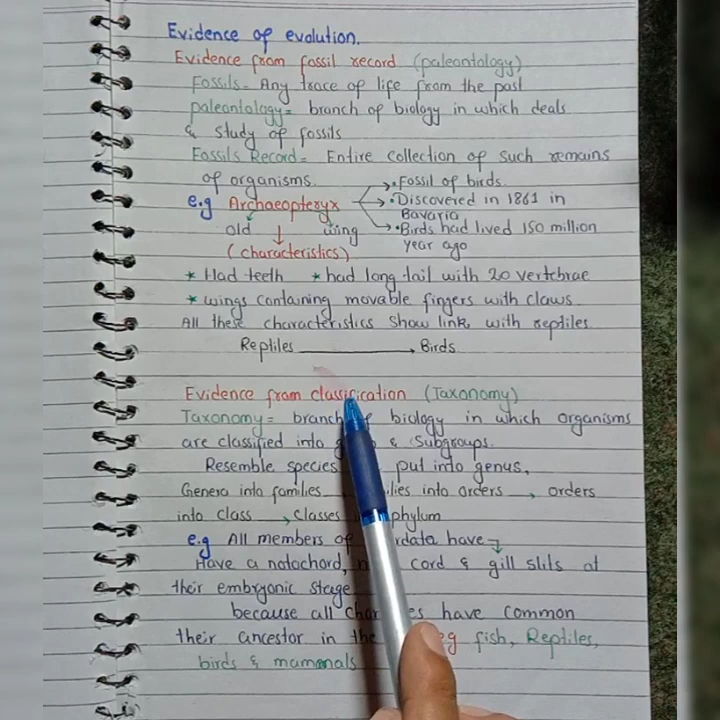 Evidence of evolution.
Evidence from fossil record (paleontology)
Fossils = Any trace of life from the past
paleontology = branch of biology in which deals
& study of fossils
Fossils Record = Entire collection of such remains
of organisms. • Fossil of birds.
e.g Archaeopteryx • Discovered in 1861 in
Bavaria
old wing • Birds had lived 150 million
(characteristics) year ago
* Had teeth * had long tail with 20 vertebrae
* wings containing movable fingers with claws.
All these characteristics show link with reptiles
Reptiles → Birds
Evidence from classification (Taxonomy)
Taxonomy = branch of biology in which organisms
are classified into & Subgroups.
Resemble species put into genus,
Genera into families → into orders → orders
into class → Classes phylum
e.g All members of have
Have a notochord, cord & gill slits at
their embryonic stage.
because all have common
their ancestor in the eg fish, Reptiles,
birds & mammals